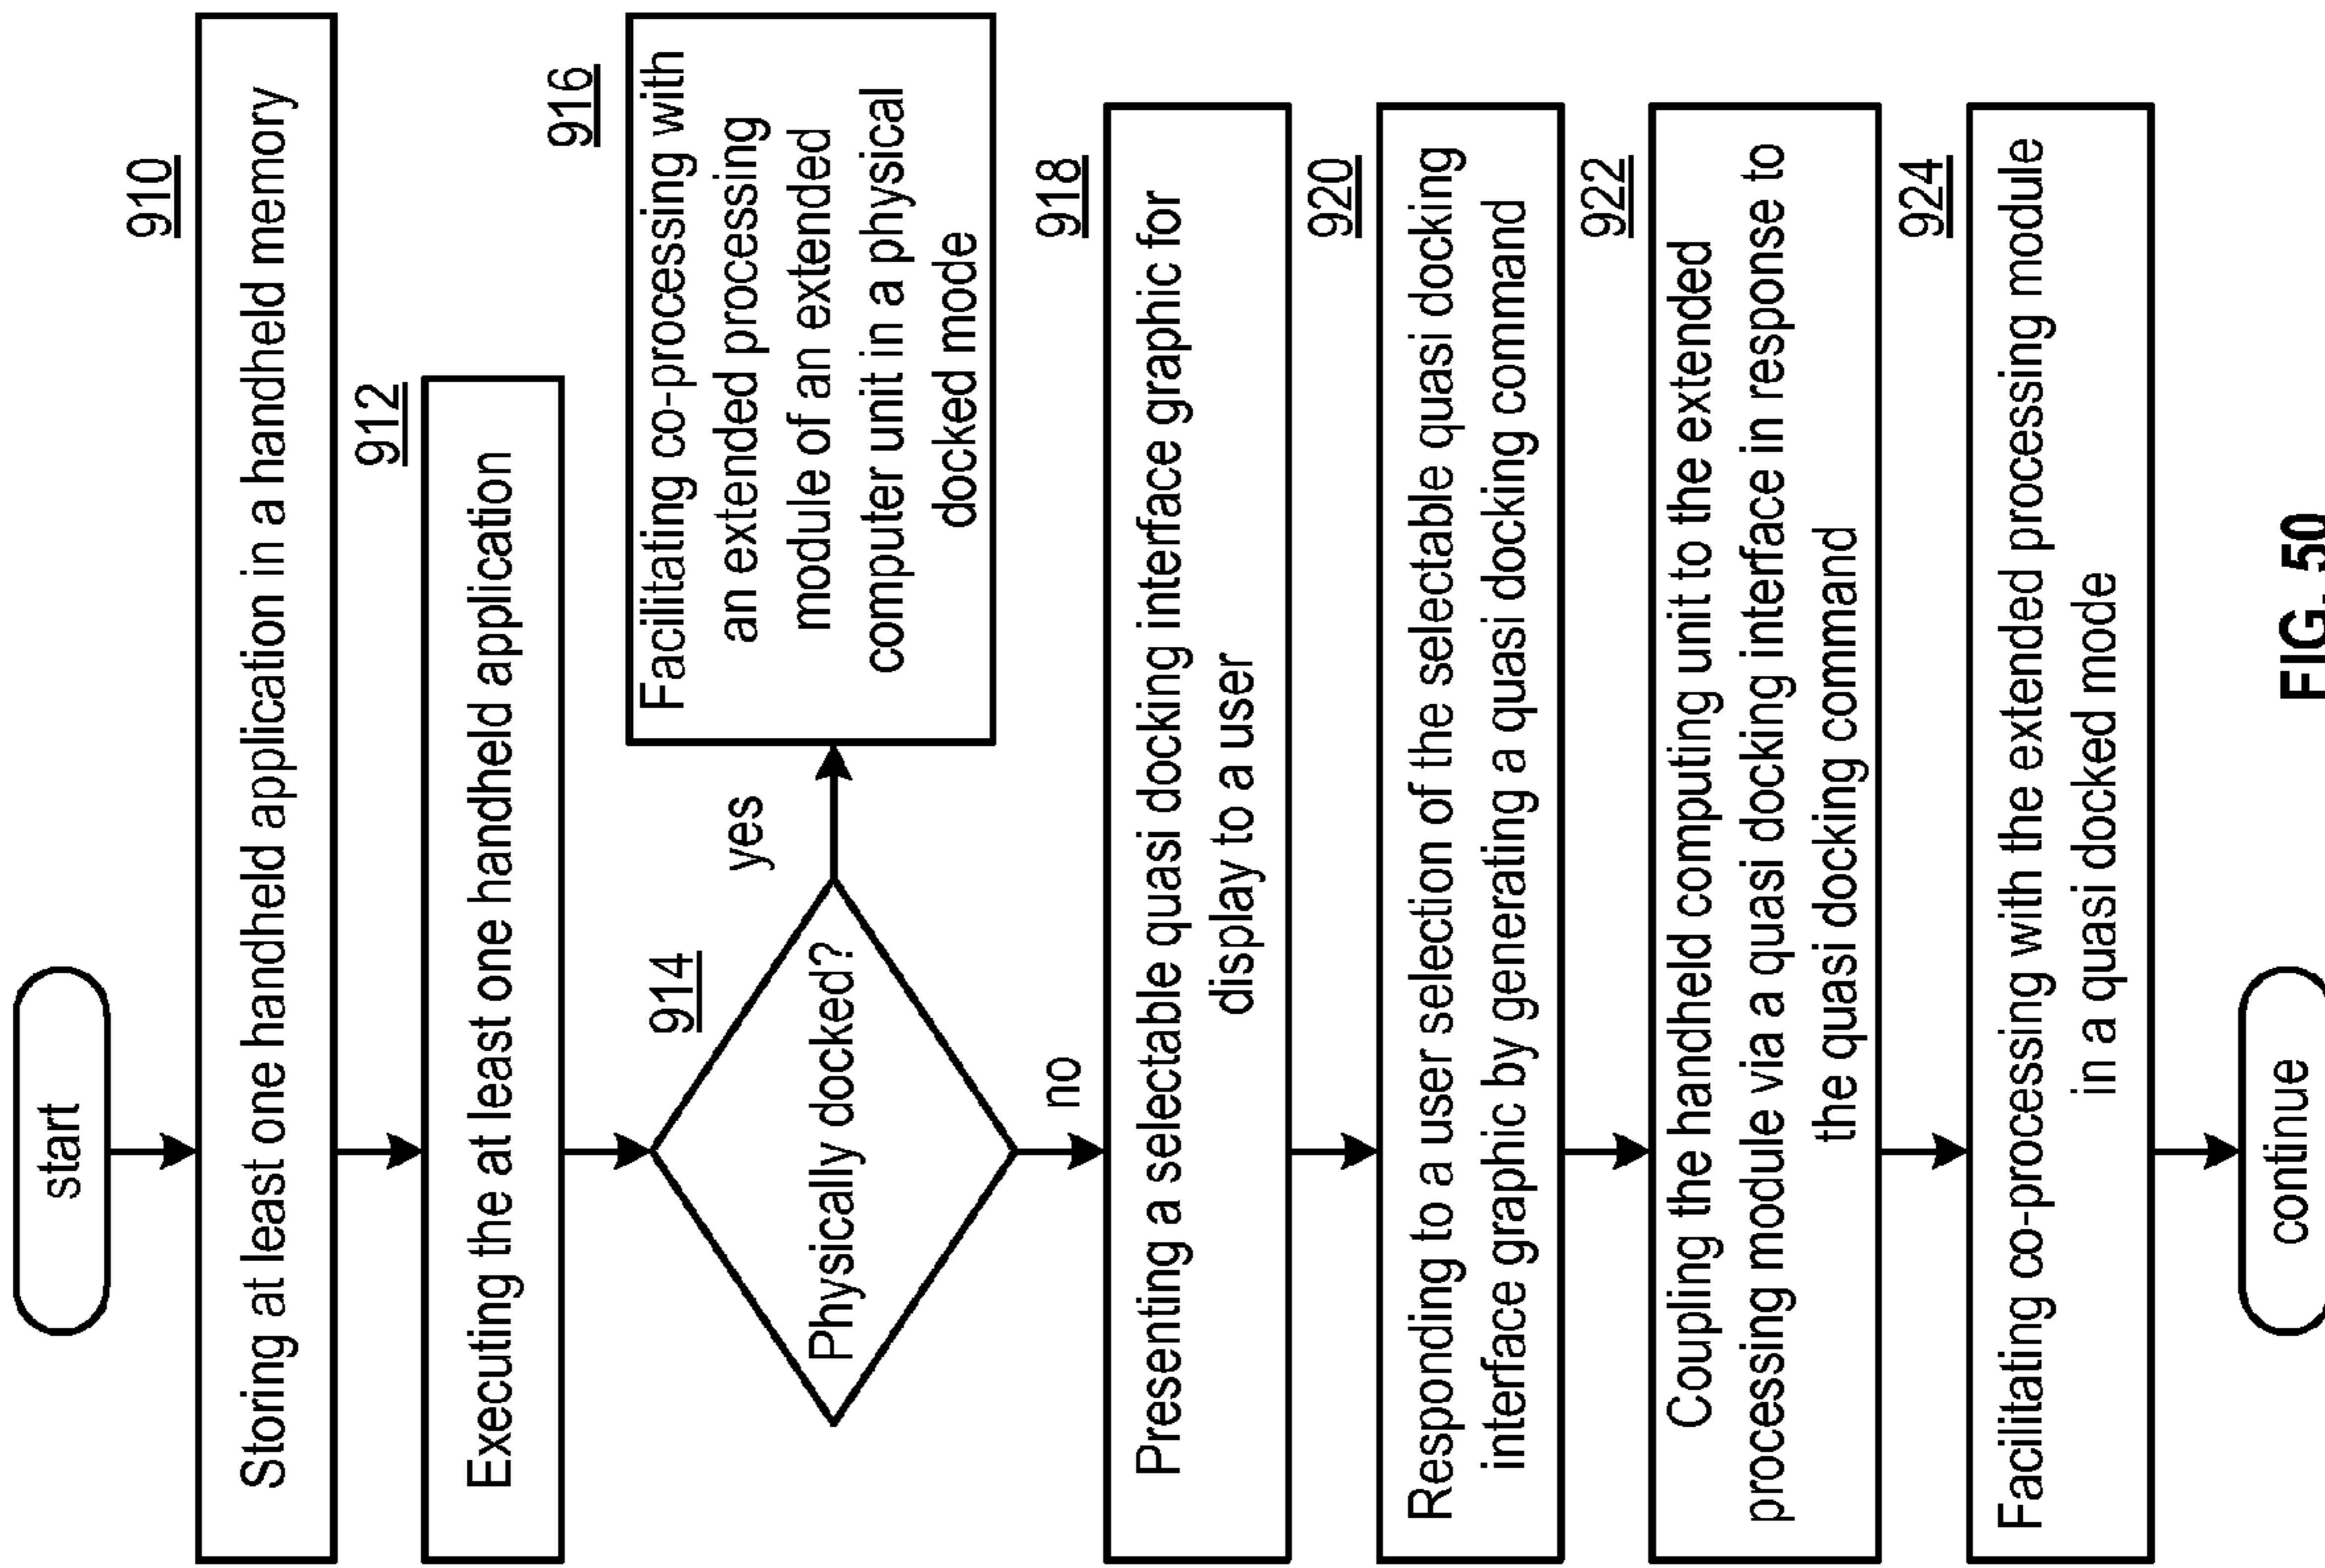 start
910
Storing at least one handheld application in a handheld memory
912
Executing the at least one handheld application
914
Physically docked?
yes
916
Facilitating co-processing with
an extended processing
module of an extended
computer unit in a physical
docked mode
no
918
Presenting a selectable quasi docking interface graphic for
display to a user
920
Responding to a user selection of the selectable quasi docking
interface graphic by generating a quasi docking command
922
Coupling the handheld computing unit to the extended
processing module via a quasi docking interface in response to
the quasi docking command
924
Facilitating co-processing with the extended processing module
in a quasi docked mode
continue
FIG. 50